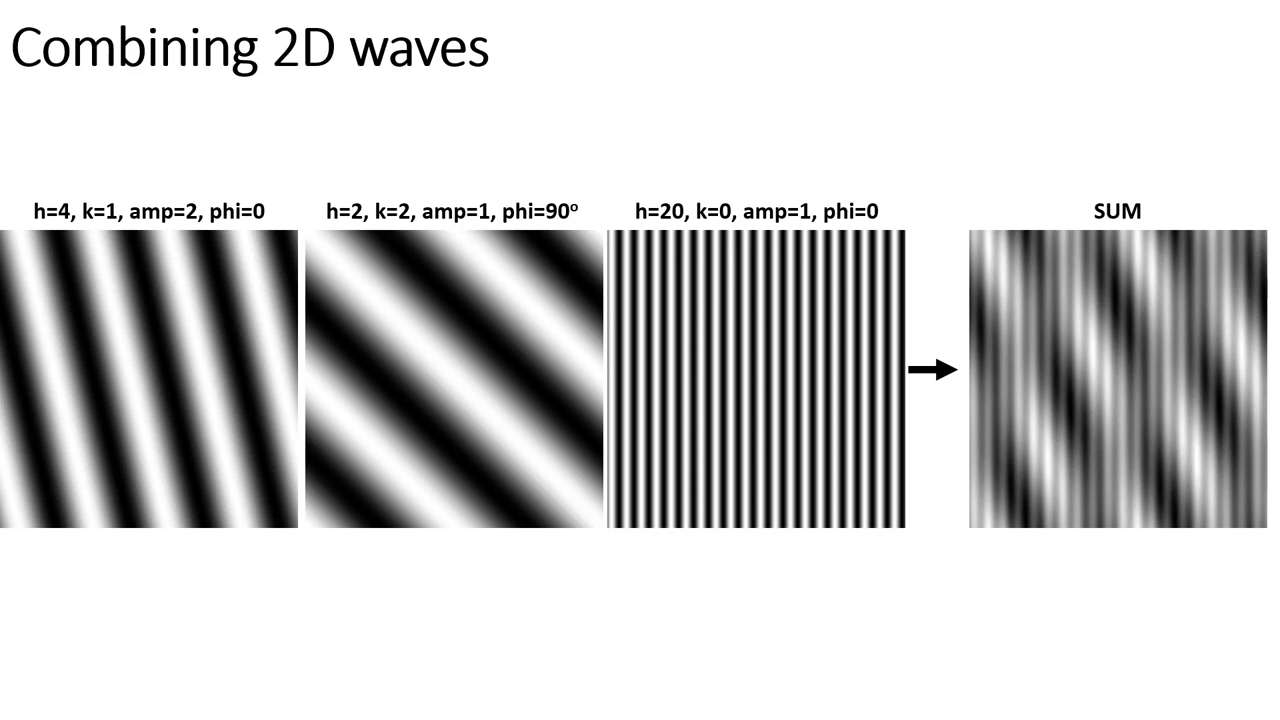 Combining 2D waves
h=4, k=1, amp=2, phi=0
h=2, k=2, amp=1, phi=90º
h=20, k=0, amp=1, phi=0
SUM